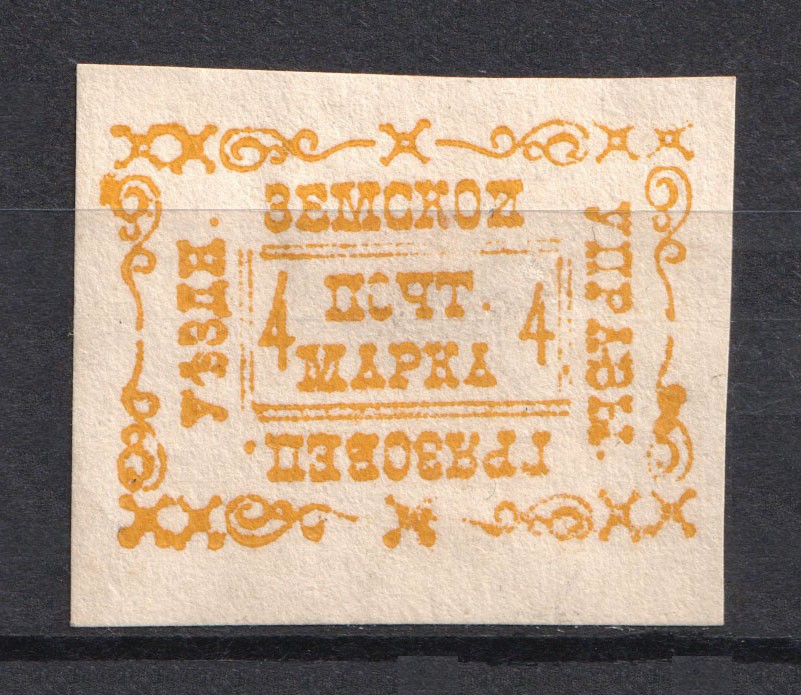 ЗЕМСКОЙ
УПРАВЫ.
ГРЯЗОВЕЦ.
УѢЗДН.
ПОЧТ.
4 4
МАРКА